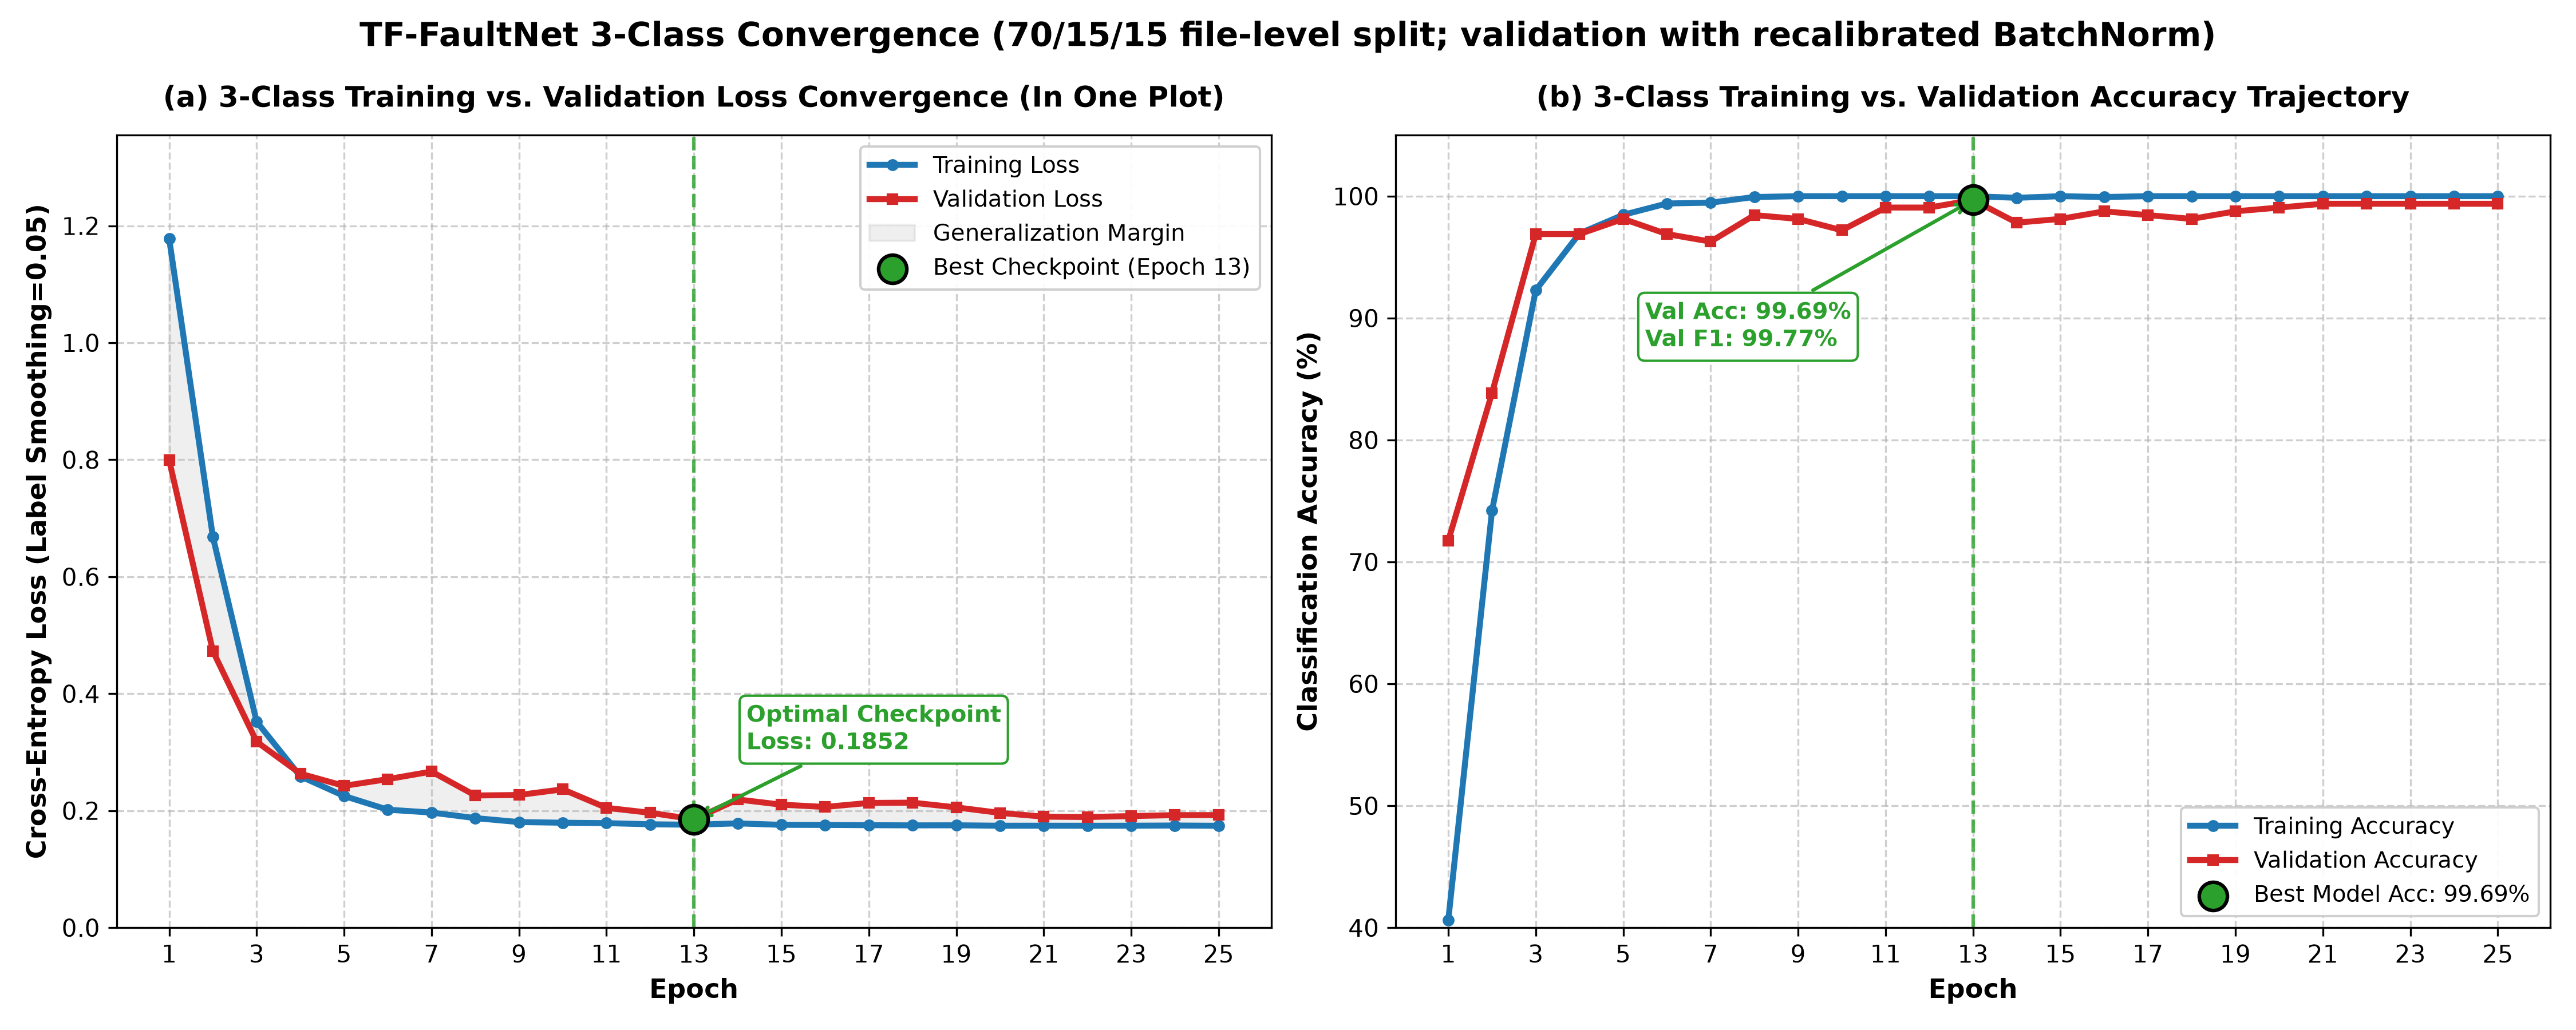 TF-FaultNet 3-Class Convergence (70/15/15 file-level split; validation with recalibrated BatchNorm)
(a) 3-Class Training vs. Validation Loss Convergence (In One Plot)
Cross-Entropy Loss (Label Smoothing=0.05)
1.2
1.0
0.8
0.6
0.4
0.2
0.0
Training Loss
Validation Loss
Generalization Margin
Best Checkpoint (Epoch 13)
Optimal Checkpoint
Loss: 0.1852
1 3 5 7 9 11 13 15 17 19 21 23 25
Epoch
(b) 3-Class Training vs. Validation Accuracy Trajectory
Classification Accuracy (%)
100
90
80
70
60
50
40
Val Acc: 99.69%
Val F1: 99.77%
Training Accuracy
Validation Accuracy
Best Model Acc: 99.69%
1 3 5 7 9 11 13 15 17 19 21 23 25
Epoch